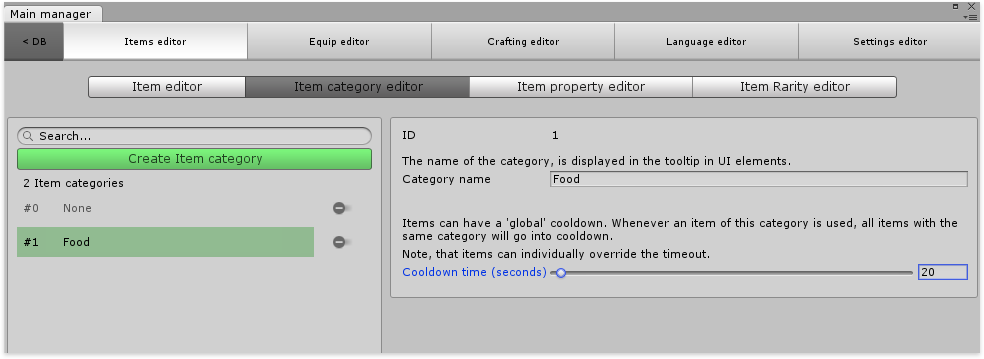 Main manager
< DB
Items editor
Equip editor
Crafting editor
Language editor
Settings editor
Item editor
Item category editor
Item property editor
Item Rarity editor
Search...
Create Item category
2 Item categories
#0 None
#1 Food
ID 1
The name of the category, is displayed in the tooltip in UI elements.
Category name Food
Items can have a 'global' cooldown. Whenever an item of this category is used, all items with the
same category will go into cooldown.
Note, that items can individually override the timeout.
Cooldown time (seconds) 20